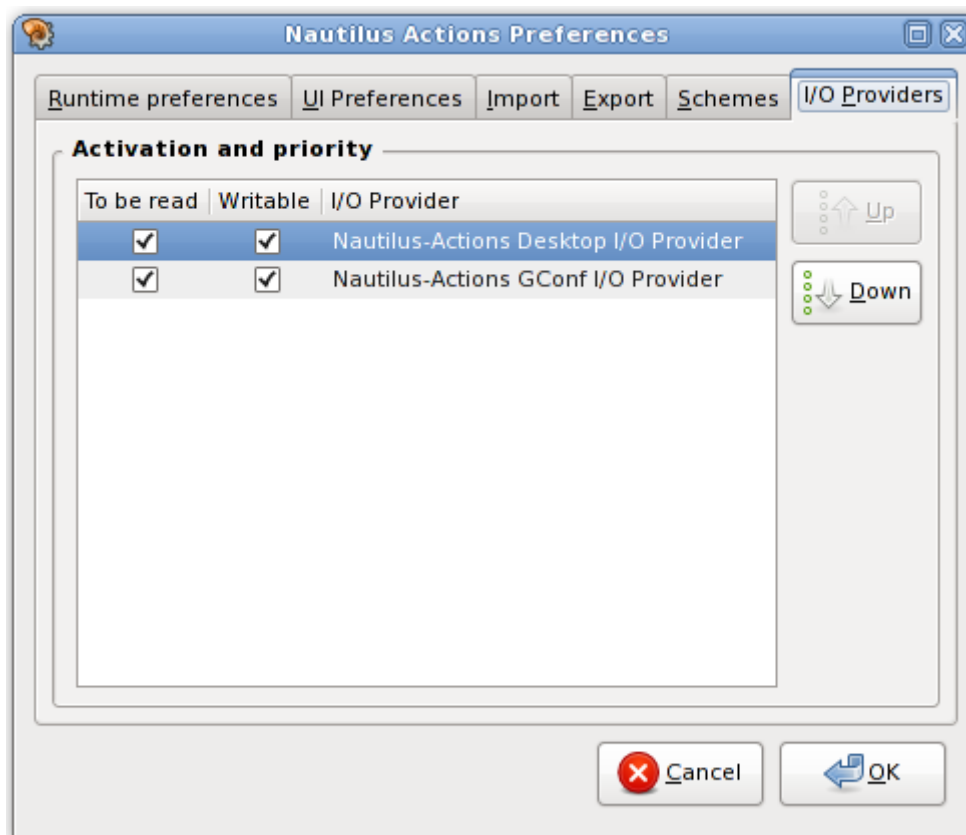 Nautilus Actions Preferences
Runtime preferences UI Preferences Import Export Schemes I/O Providers
Activation and priority
To be read Writable I/O Provider
Nautilus-Actions Desktop I/O Provider
Nautilus-Actions GConf I/O Provider
Up
Down
Cancel OK